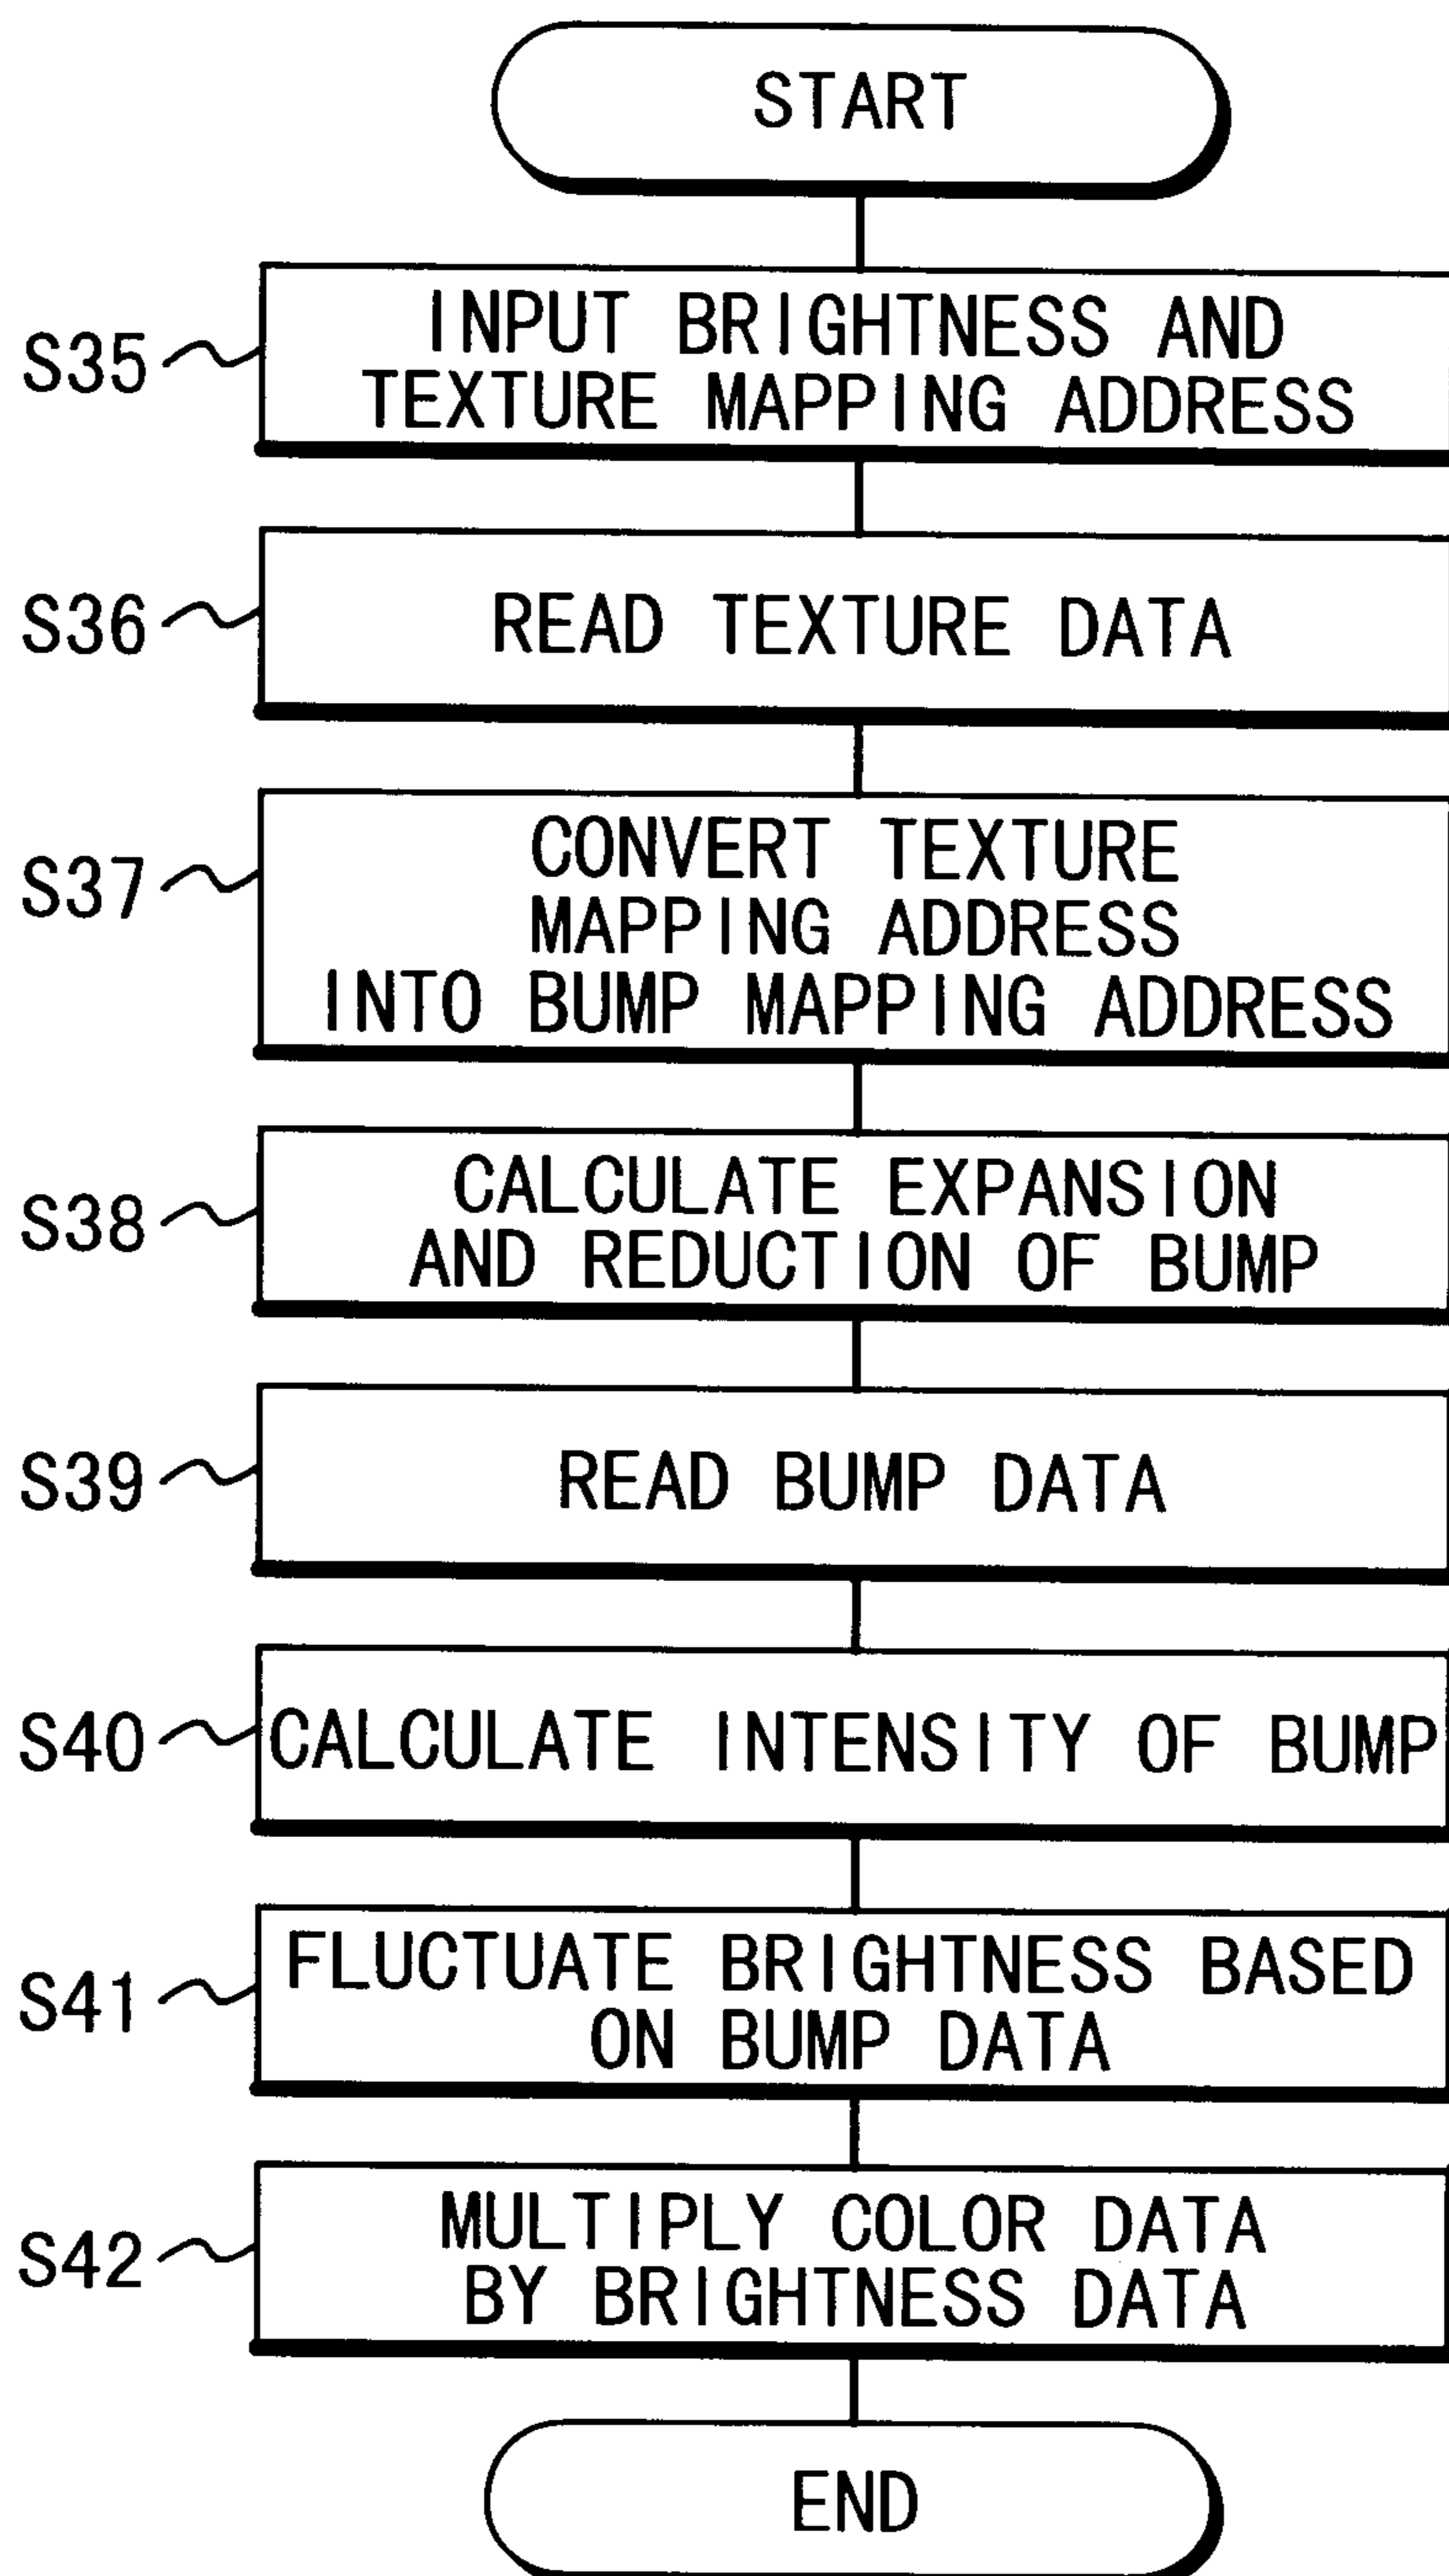 START
S35
INPUT BRIGHTNESS AND
TEXTURE MAPPING ADDRESS
S36
READ TEXTURE DATA
S37
CONVERT TEXTURE
MAPPING ADDRESS
INTO BUMP MAPPING ADDRESS
S38
CALCULATE EXPANSION
AND REDUCTION OF BUMP
S39
READ BUMP DATA
S40
CALCULATE INTENSITY OF BUMP
S41
FLUCTUATE BRIGHTNESS BASED
ON BUMP DATA
S42
MULTIPLY COLOR DATA
BY BRIGHTNESS DATA
END